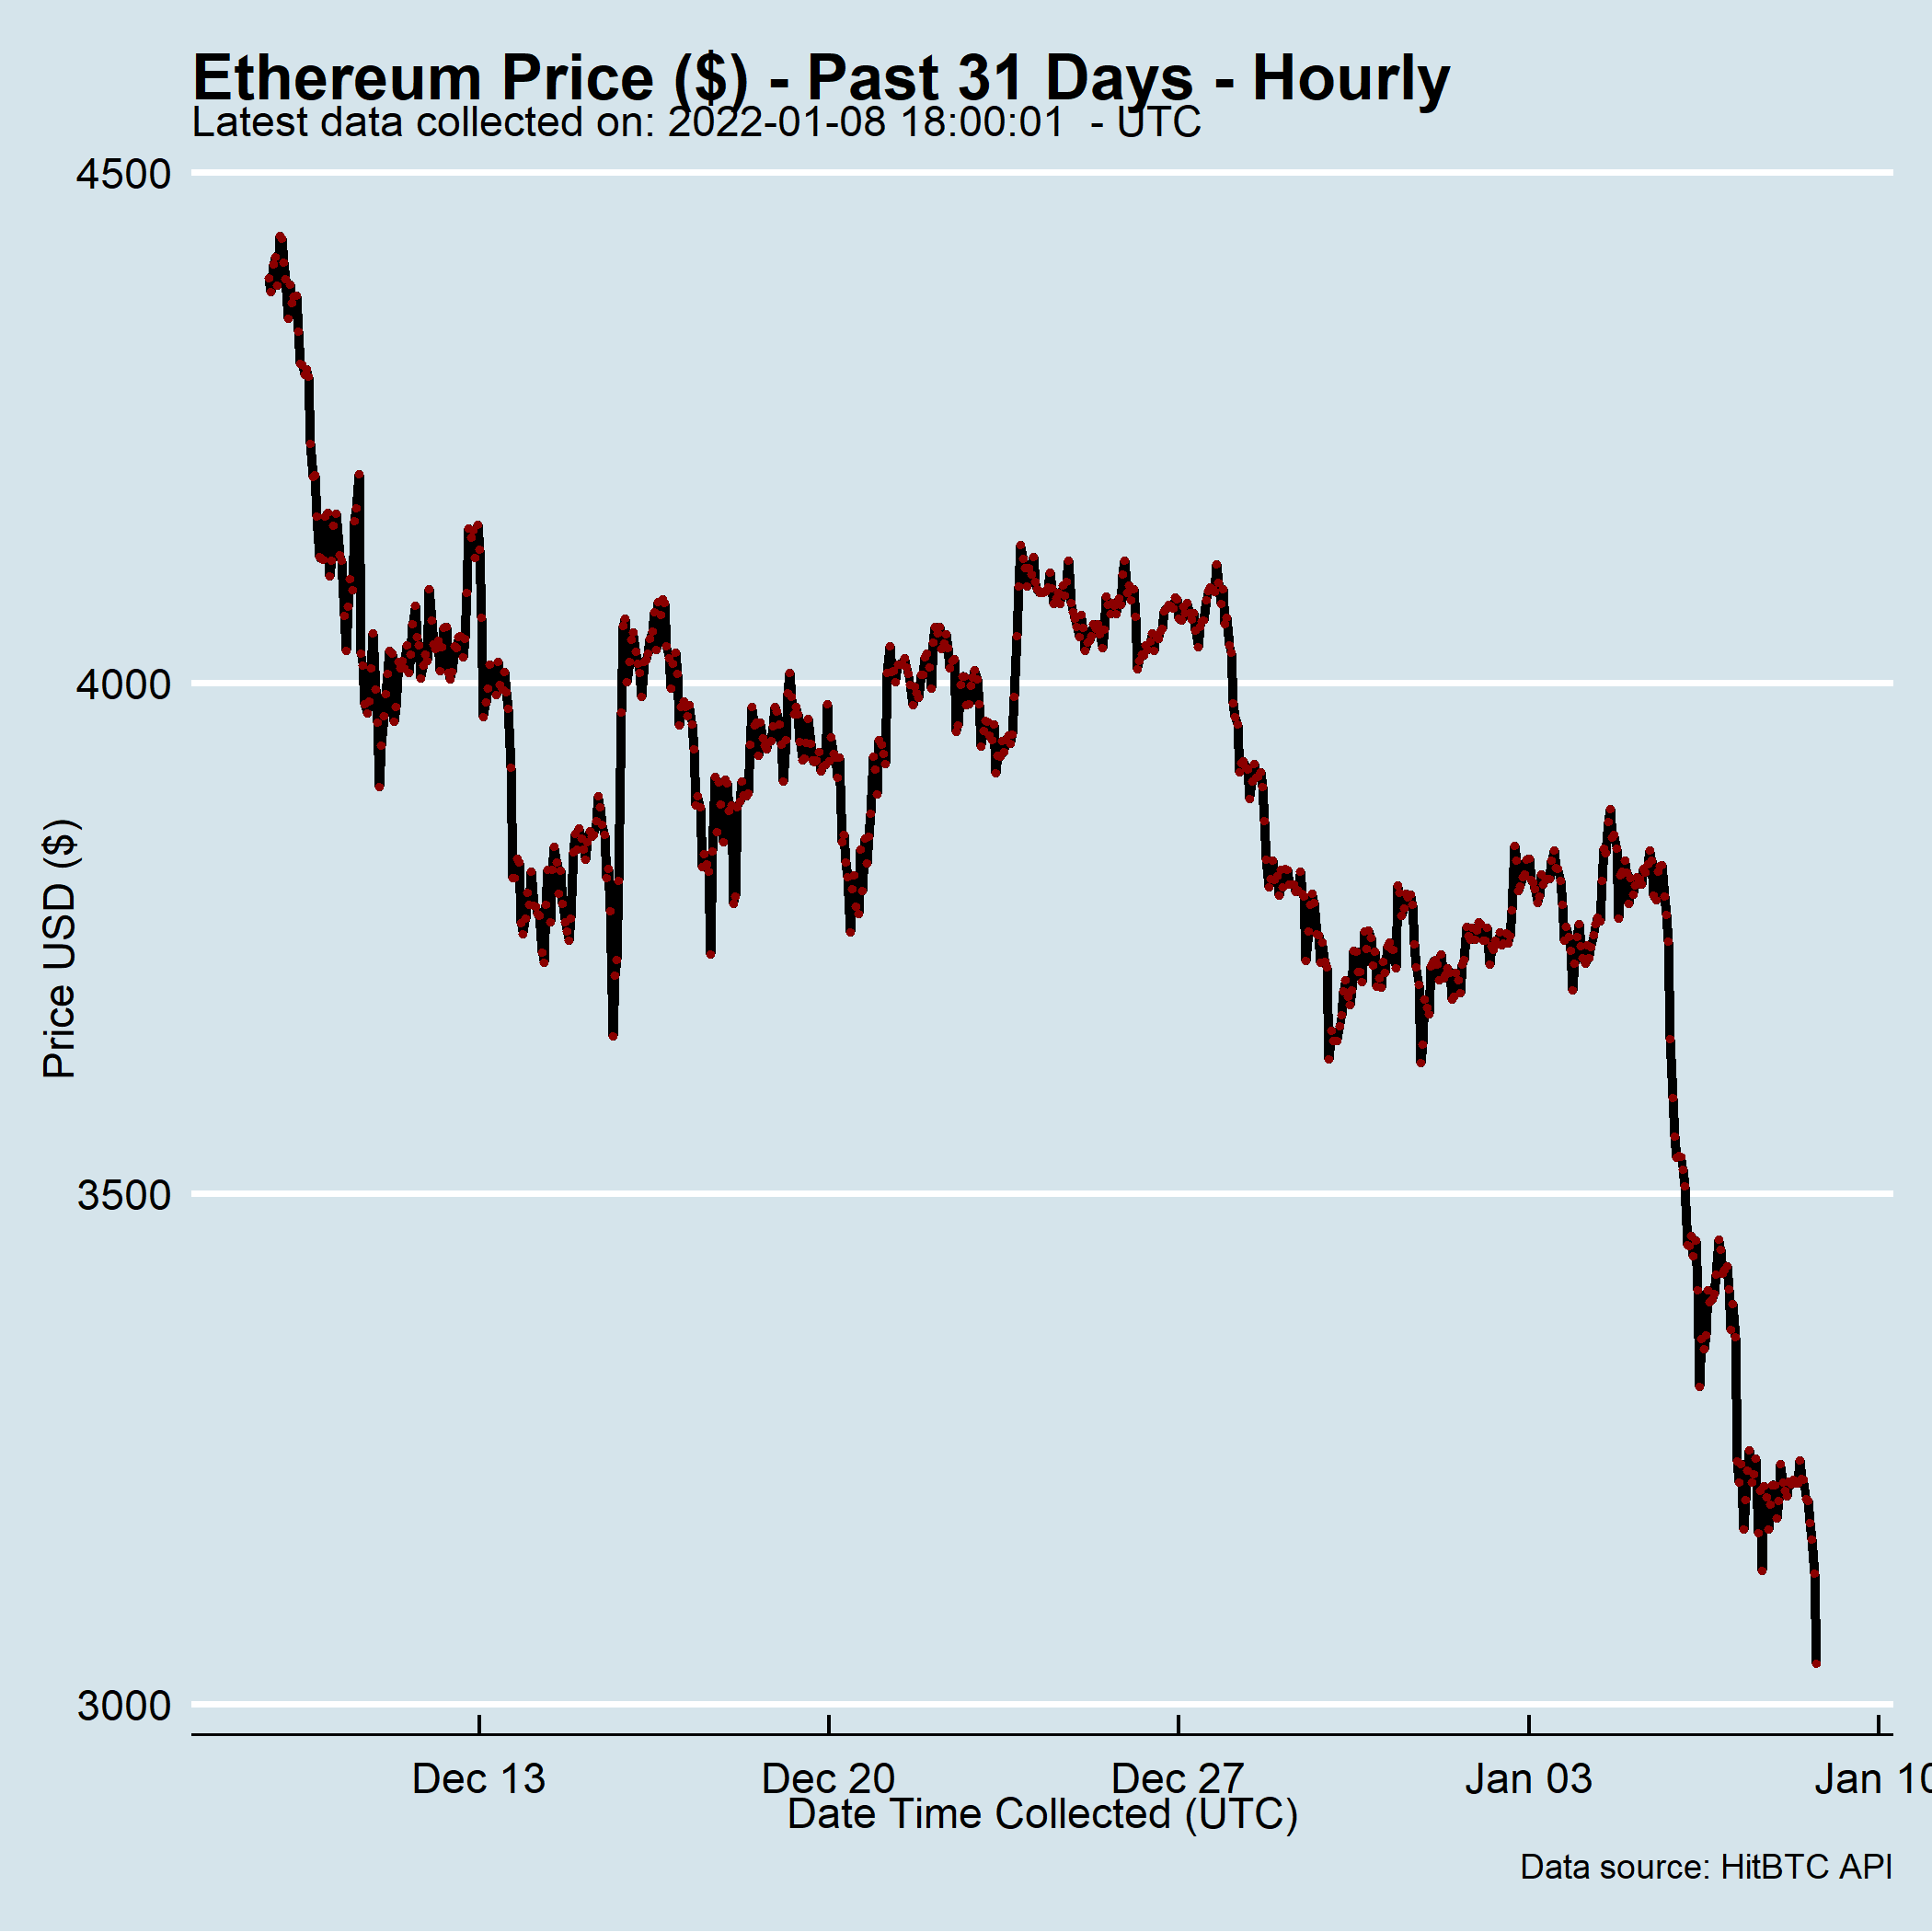 Ethereum Price ($) - Past 31 Days - Hourly
Latest data collected on: 2022-01-08 18:00:01  - UTC
4500
4000
3500
3000
Price USD ($)
Dec 13
Dec 20
Dec 27
Jan 03
Jan 10
Date Time Collected (UTC)
Data source: HitBTC API